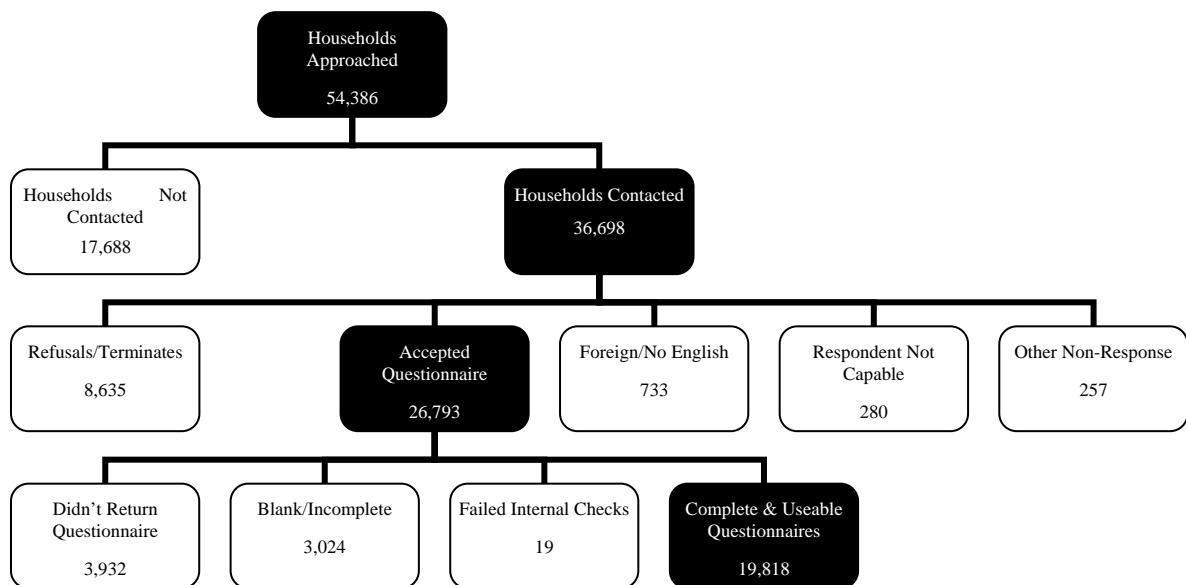 Households
Approached
54,386
Households Not
Contacted
17,688
Households Contacted
36,698
Refusals/Terminates
8,635
Accepted
Questionnaire
26,793
Foreign/No English
733
Respondent Not
Capable
280
Other Non-Response
257
Didn’t Return
Questionnaire
3,932
Blank/Incomplete
3,024
Failed Internal Checks
19
Complete & Useable
Questionnaires
19,818